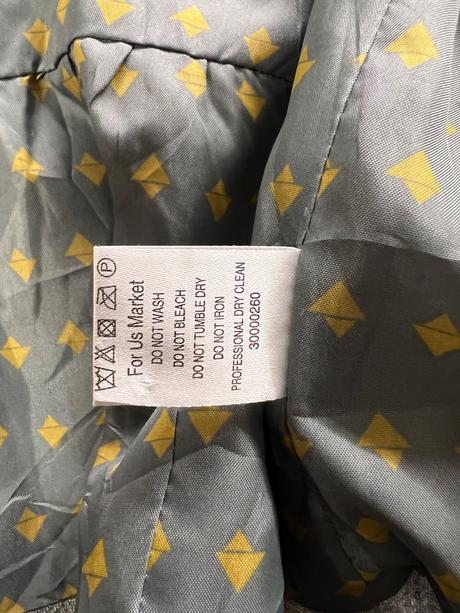 For Us Market
DO NOT WASH
DO NOT BLEACH
DO NOT TUMBLE DRY
DO NOT IRON
PROFESSIONAL DRY CLEAN
30000260
P